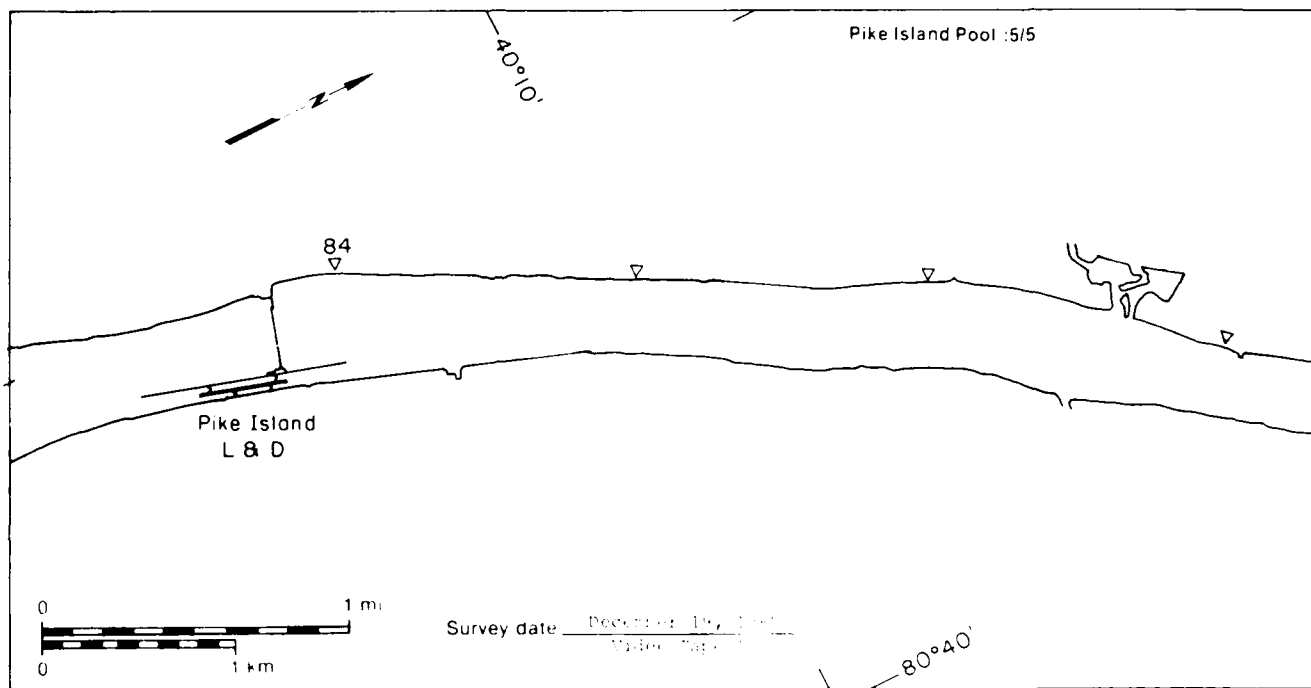 Pike Island Pool :5/5
40°10'
N
84
Pike Island
L & D
0 1 mi
0 1 km
Survey date December
80°40'